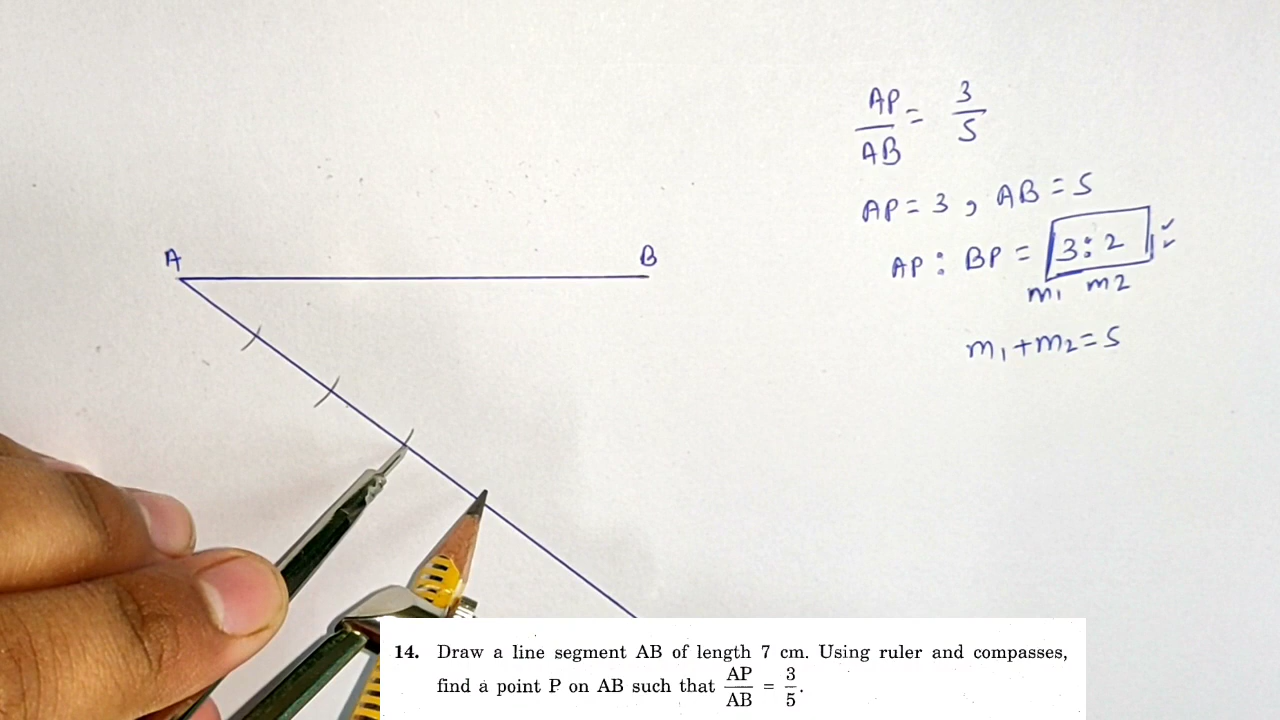 AP/AB = 3/5
AP = 3 , AB = 5
AP : BP = 3 : 2
m1 m2
m1 + m2 = 5
A B
14. Draw a line segment AB of length 7 cm. Using ruler and compasses,
find a point P on AB such that AP/AB = 3/5.